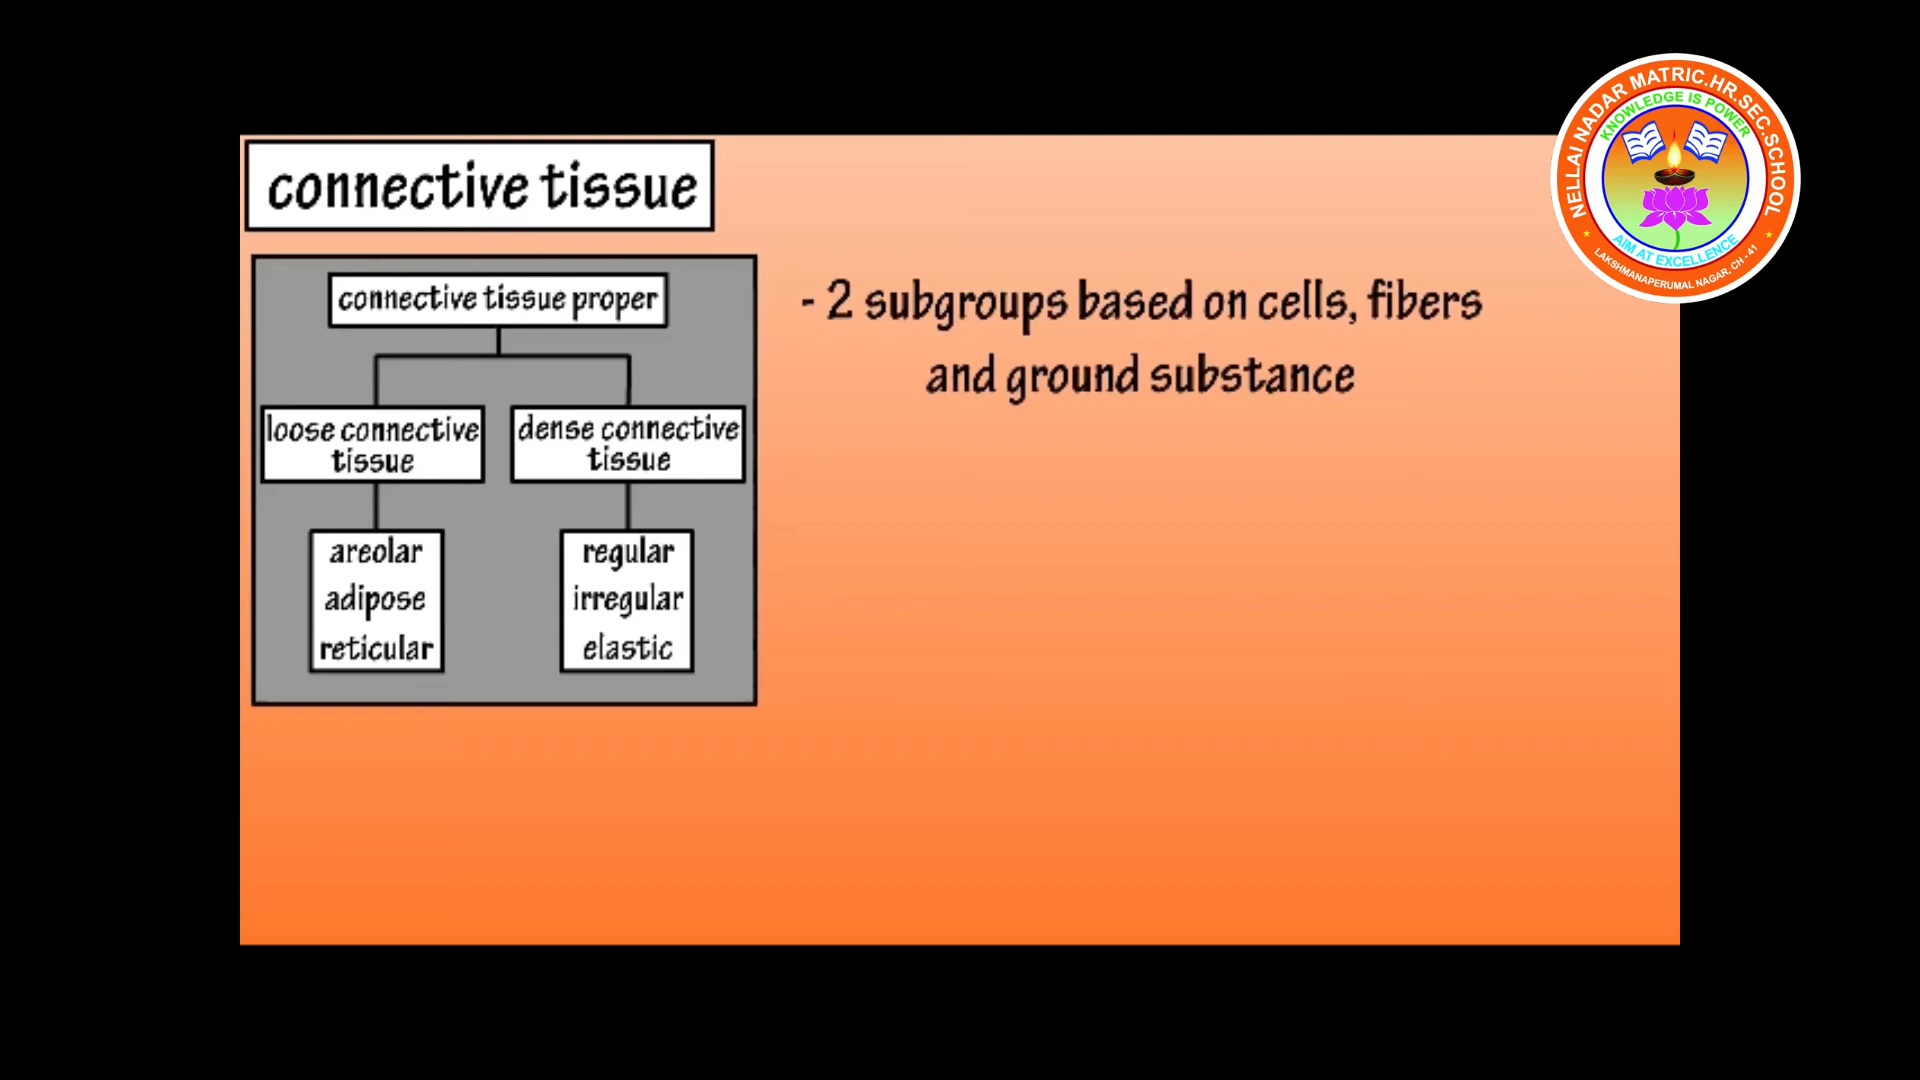 connective tissue
connective tissue proper
loose connective
tissue
dense connective
tissue
areolar
adipose
reticular
regular
irregular
elastic
- 2 subgroups based on cells, fibers
and ground substance
NELLAI NADAR MATRIC.HR.SEC.SCHOOL
KNOWLEDGE IS POWER
AIM AT EXCELLENCE
LAKSHMANAPERUMAL NAGAR, CH - 41